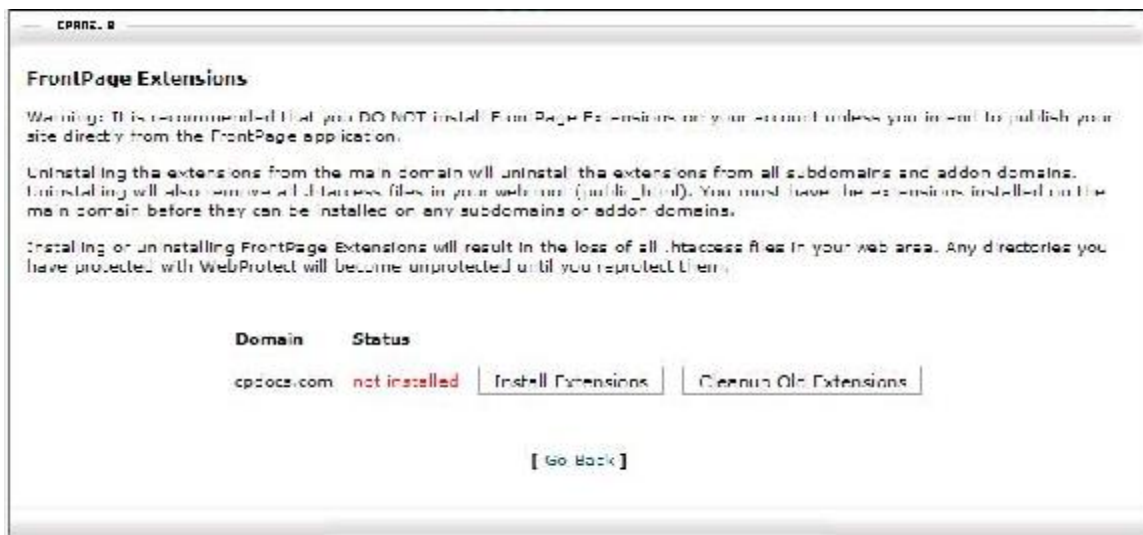 FrontPage Extensions
Warning: It is recommended that you DO NOT install FrontPage Extensions on your account unless you intend to publish your
site directly from the FrontPage application.
Uninstalling the extensions from the main domain will uninstall the extensions from all subdomains and addon domains.
Uninstalling will also remove all .htaccess files in your web root (public_html). You must have the extensions installed on the
main domain before they can be installed on any subdomains or addon domains.
Installing or uninstalling FrontPage Extensions will result in the loss of all .htaccess files in your web area. Any directories you
have protected with WebProtect will become unprotected until you reprotect them.
Domain Status
cpdocs.com not installed Install Extensions Cleanup Old Extensions
[ Go Back ]